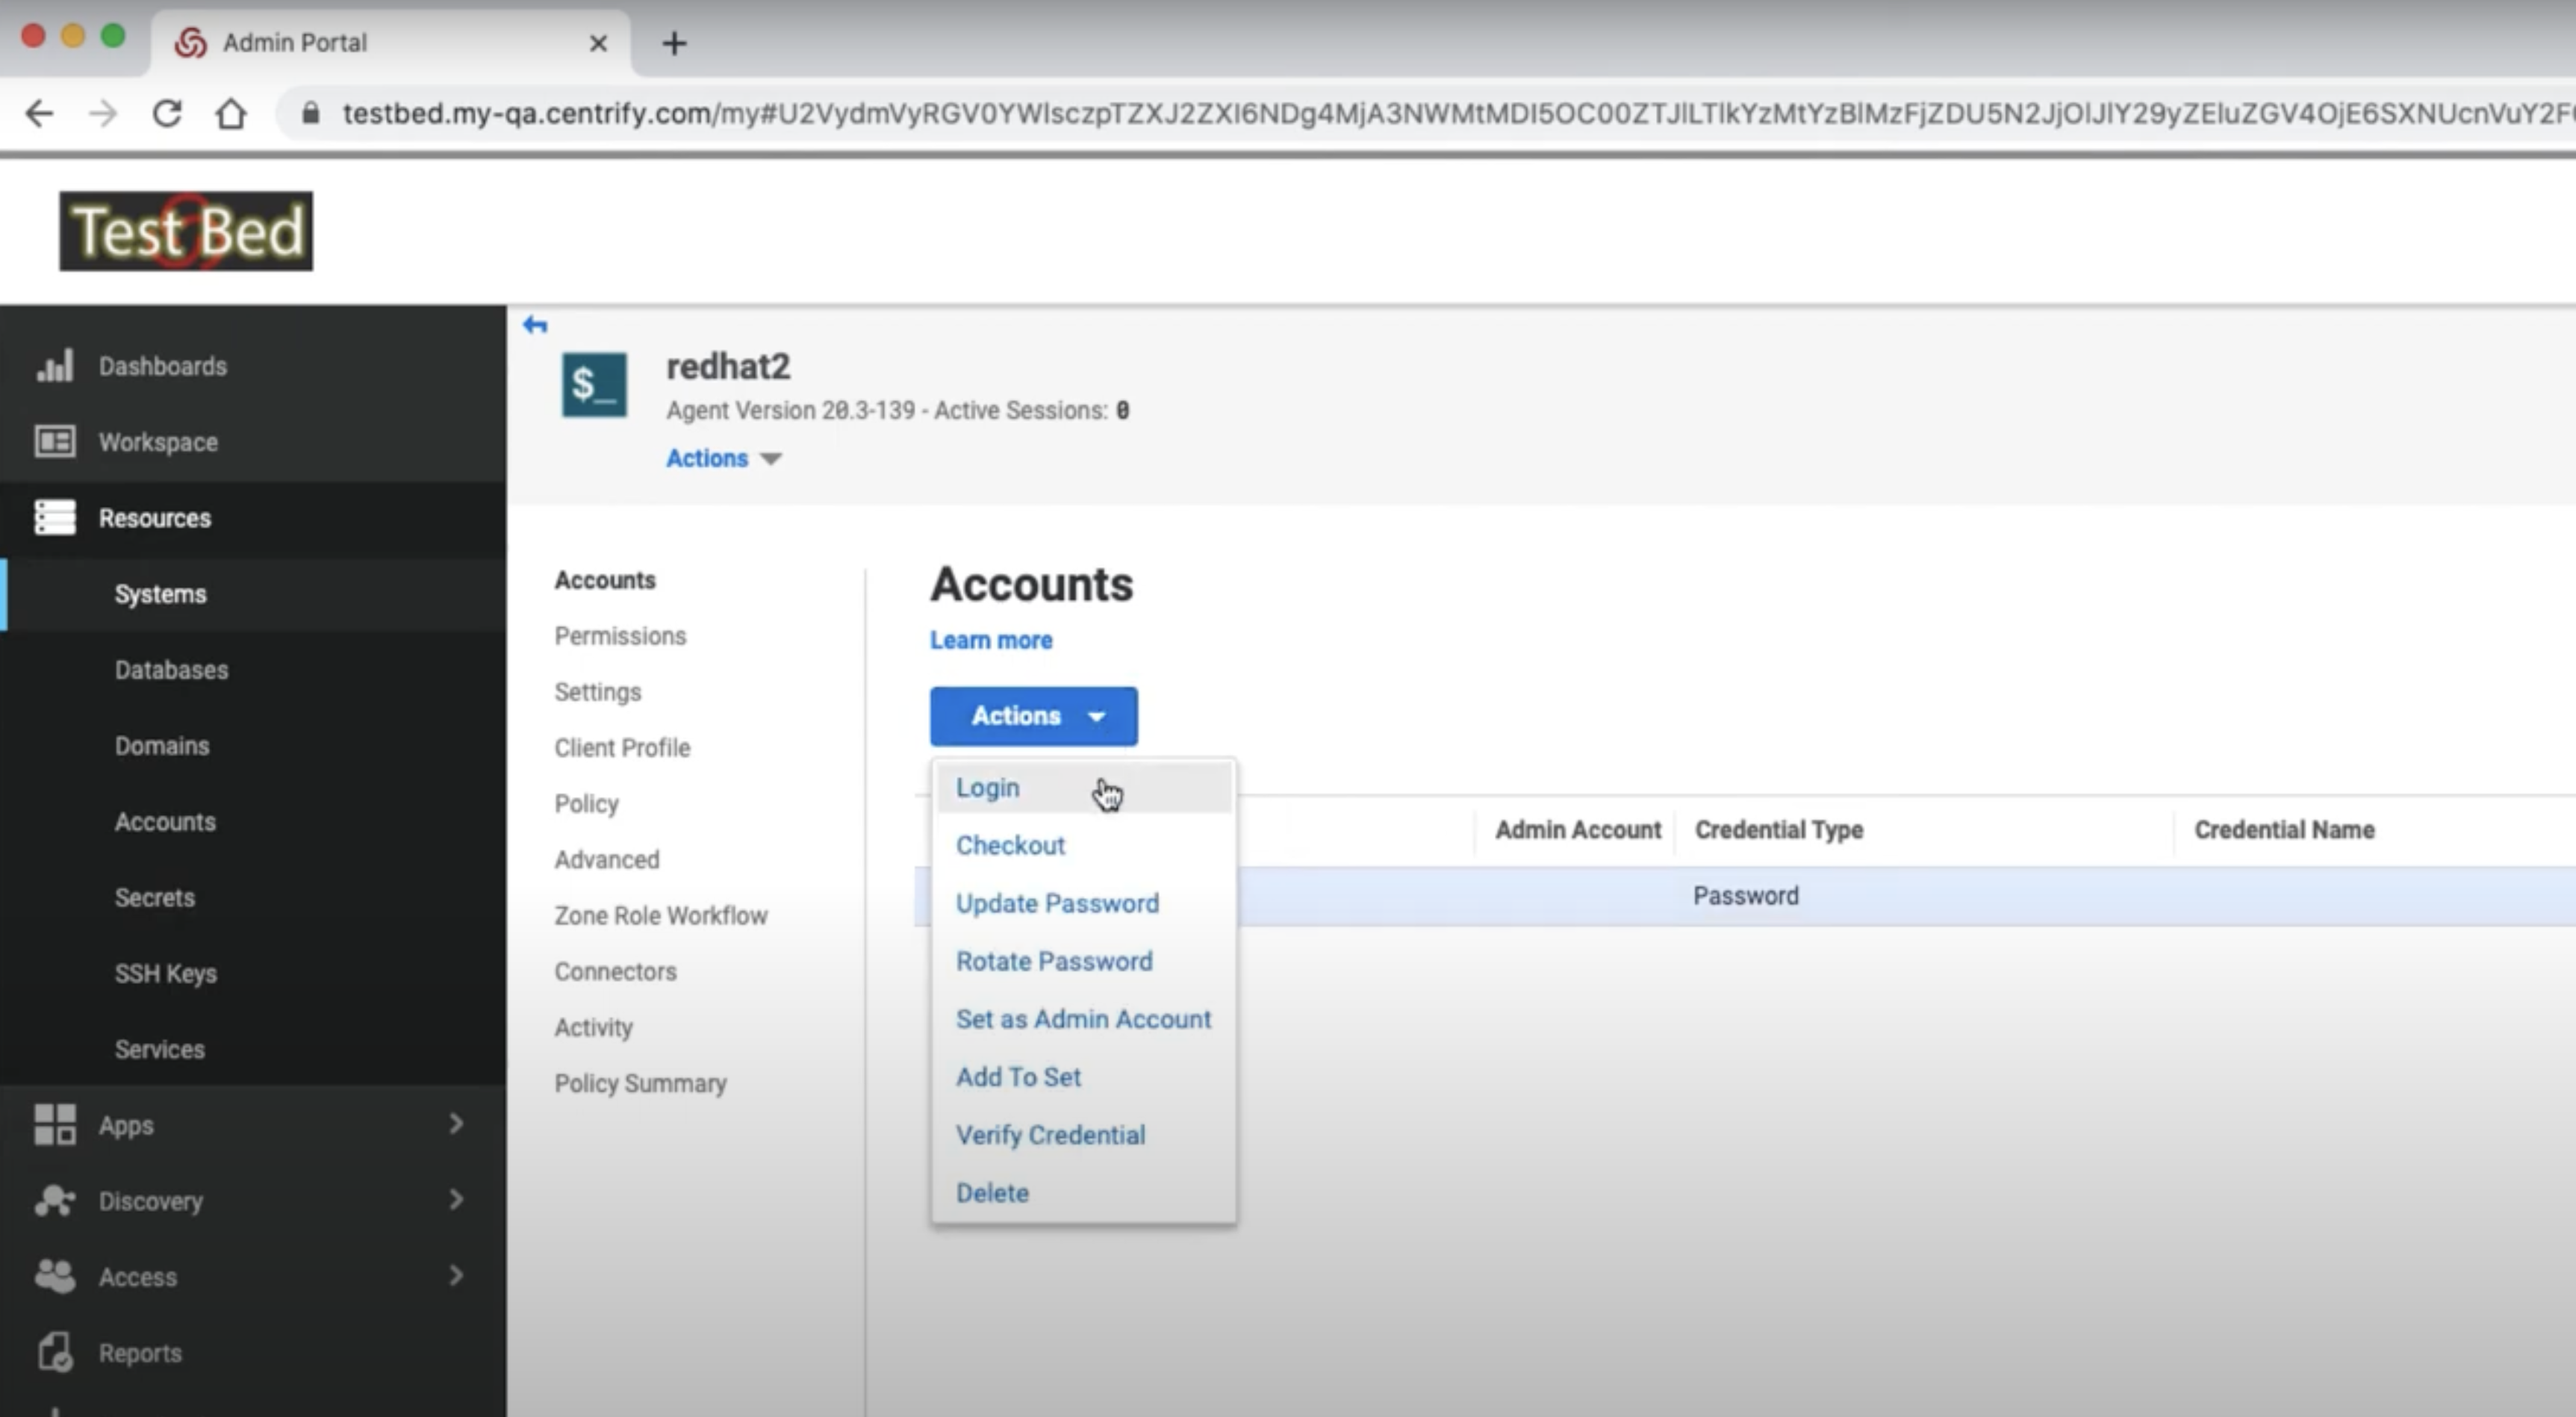 Admin Portal
testbed.my-qa.centrify.com/my#
Test Bed
Dashboards
Workspace
Resources
Systems
Databases
Domains
Accounts
Secrets
SSH Keys
Services
Apps
Discovery
Access
Reports
$_
redhat2
Agent Version 20.3-139 - Active Sessions: 0
Actions
Accounts
Permissions
Settings
Client Profile
Policy
Advanced
Zone Role Workflow
Connectors
Activity
Policy Summary
Accounts
Learn more
Actions
Login
Checkout
Update Password
Rotate Password
Set as Admin Account
Add To Set
Verify Credential
Delete
Admin Account Credential Type Credential Name
Password